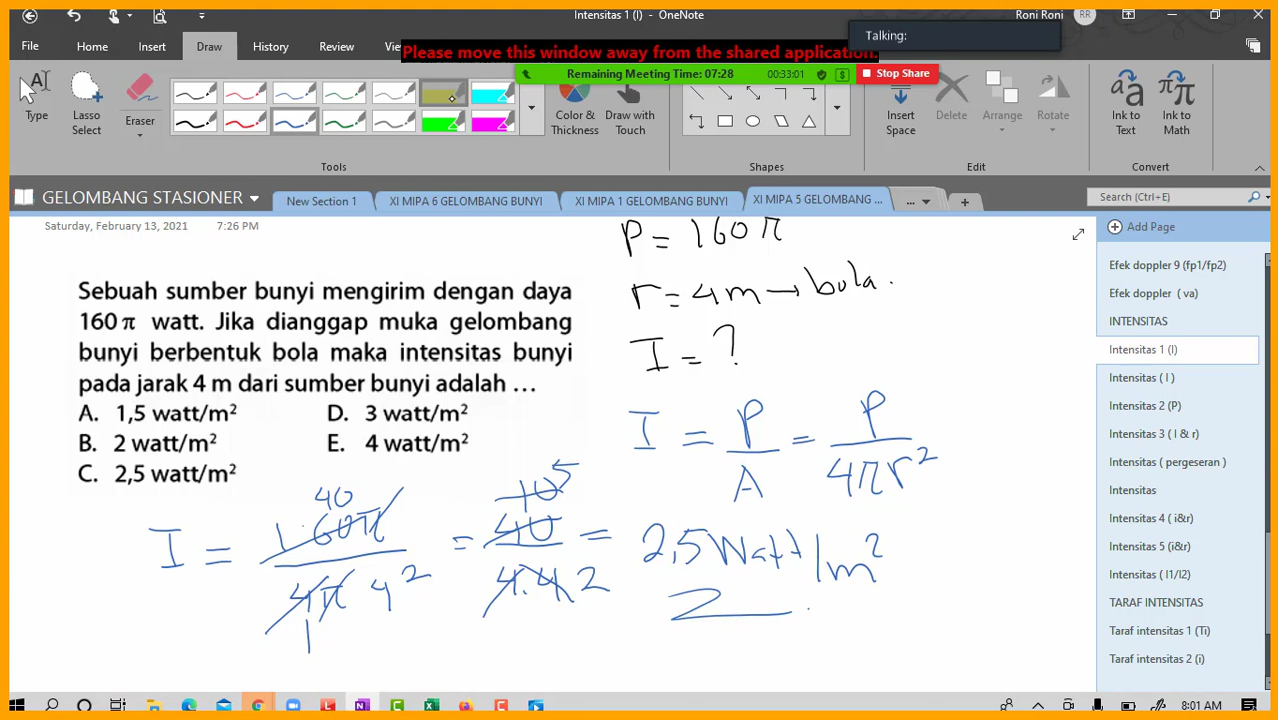 Intensitas 1 (I) - OneNote
Roni Roni
RR
Talking:
File
Home
Insert
Draw
History
Review
Please move this window away from the shared application.
Remaining Meeting Time: 07:28
00:33:01
Stop Share
Type
Lasso
Select
Eraser
Color &
Thickness
Draw with
Touch
Insert
Space
Delete
Arrange
Rotate
Ink to
Text
Ink to
Math
Tools
Shapes
Edit
Convert
GELOMBANG STASIONER
New Section 1
XI MIPA 6 GELOMBANG BUNYI
XI MIPA 1 GELOMBANG BUNYI
XI MIPA 5 GELOMBANG ...
...
Search (Ctrl+E)
Saturday, February 13, 2021
7:26 PM
Sebuah sumber bunyi mengirim dengan daya
160 π watt. Jika dianggap muka gelombang
bunyi berbentuk bola maka intensitas bunyi
pada jarak 4 m dari sumber bunyi adalah ...
A. 1,5 watt/m²
D. 3 watt/m²
B. 2 watt/m²
E. 4 watt/m²
C. 2,5 watt/m²
P = 160 π
r = 4 m → bola.
I = ?
I = P/A = P/4πr²
40
10 5
I = 160π/4π 4² = 40/4.4 2 = 2,5 Watt/m²
1
Add Page
Efek doppler 9 (fp1/fp2)
Efek doppler ( va)
INTENSITAS
Intensitas 1 (I)
Intensitas ( I )
Intensitas 2 (P)
Intensitas 3 ( I & r)
Intensitas ( pergeseran )
Intensitas
Intensitas 4 ( i&r)
Intensitas 5 (i&r)
Intensitas ( I1/I2)
TARAF INTENSITAS
Taraf intensitas 1 (Ti)
Taraf intensitas 2 (i)
8:01 AM